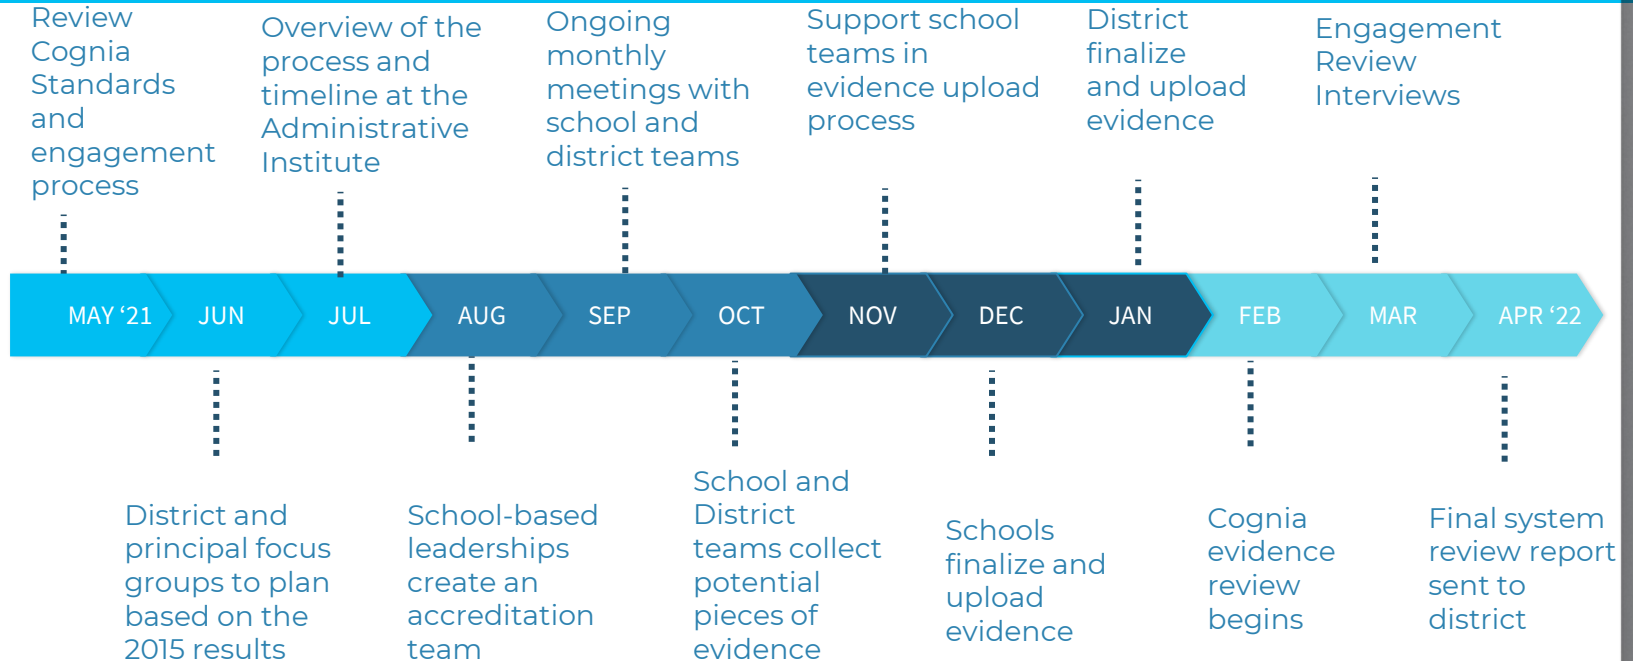 Review
Cognia
Standards
and
engagement
process
Overview of the
process and
timeline at the
Administrative
Institute
Ongoing
monthly
meetings with
school and
district teams
Support school
teams in
evidence upload
process
District
finalize
and upload
evidence
Engagement
Review
Interviews
MAY ‘21
JUN
JUL
AUG
SEP
OCT
NOV
DEC
JAN
FEB
MAR
APR ‘22
District and
principal focus
groups to plan
based on the
2015 results
School-based
leaderships
create an
accreditation
team
School and
District
teams collect
potential
pieces of
evidence
Schools
finalize and
upload
evidence
Cognia
evidence
review
begins
Final system
review report
sent to
district